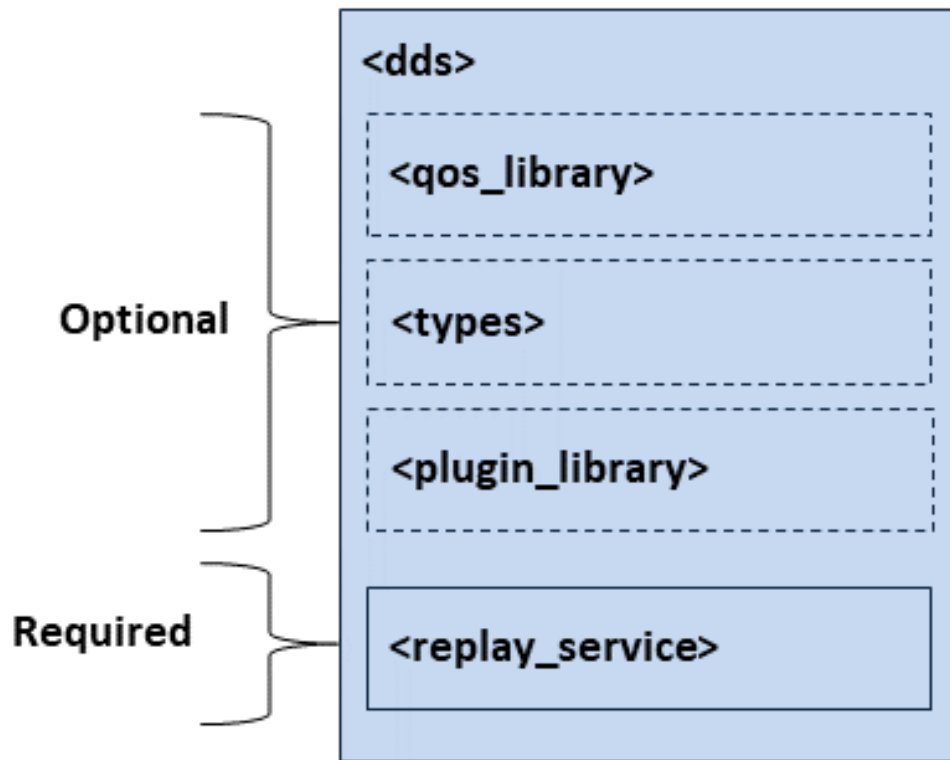 <dds>
<qos_library>
Optional
<types>
<plugin_library>
Required
<replay_service>